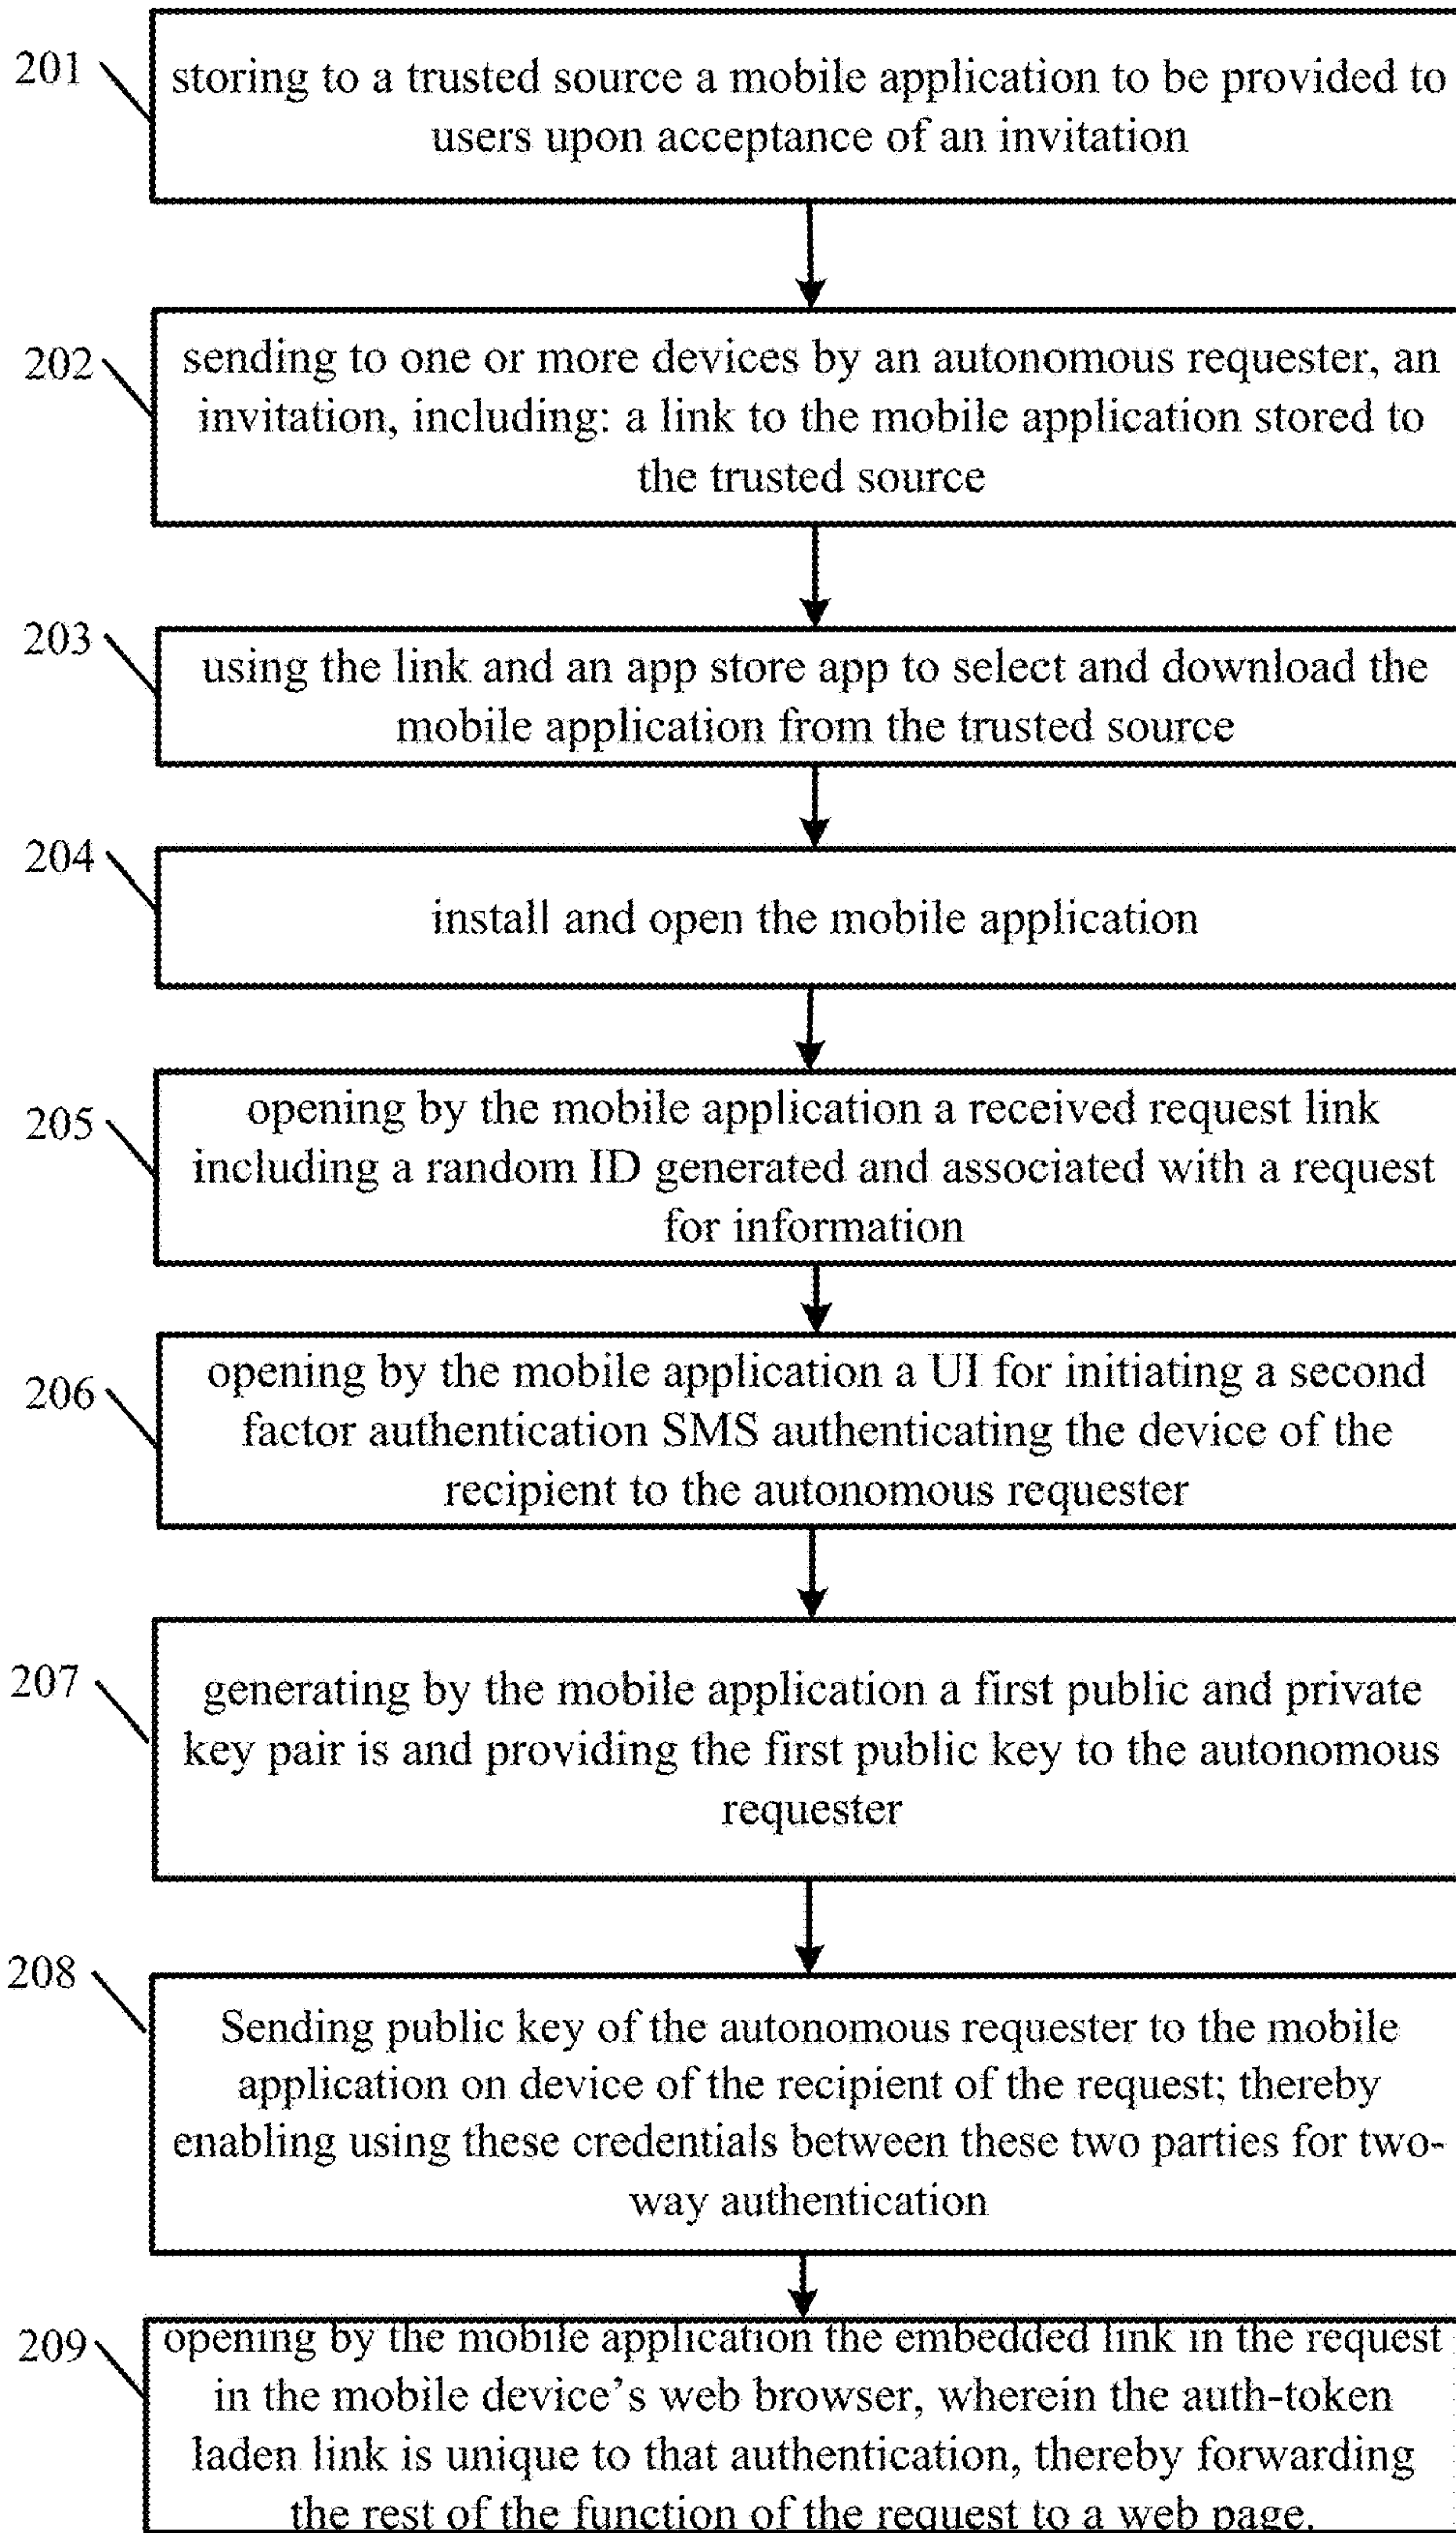 201
storing to a trusted source a mobile application to be provided to
users upon acceptance of an invitation
202
sending to one or more devices by an autonomous requester, an
invitation, including: a link to the mobile application stored to
the trusted source
203
using the link and an app store app to select and download the
mobile application from the trusted source
204
install and open the mobile application
205
opening by the mobile application a received request link
including a random ID generated and associated with a request
for information
206
opening by the mobile application a UI for initiating a second
factor authentication SMS authenticating the device of the
recipient to the autonomous requester
207
generating by the mobile application a first public and private
key pair is and providing the first public key to the autonomous
requester
208
Sending public key of the autonomous requester to the mobile
application on device of the recipient of the request; thereby
enabling using these credentials between these two parties for two-
way authentication
209
opening by the mobile application the embedded link in the request
in the mobile device's web browser, wherein the auth-token
laden link is unique to that authentication, thereby forwarding
the rest of the function of the request to a web page.